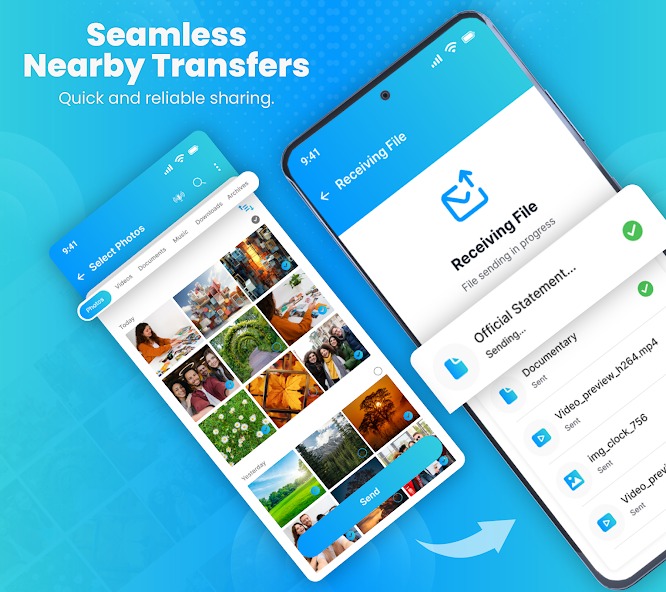 Seamless
Nearby Transfers
Quick and reliable sharing.
9:41
Select Photos
Photos
Videos
Documents
Music
Downloads
Archives
Today
Yesterday
Send
9:41
Receiving File
Receiving File
File sending in progress
Official Statement...
Sending...
Documentary
Sent
Video_preview_h264.mp4
Sent
img_clock_756
Sent
Sent